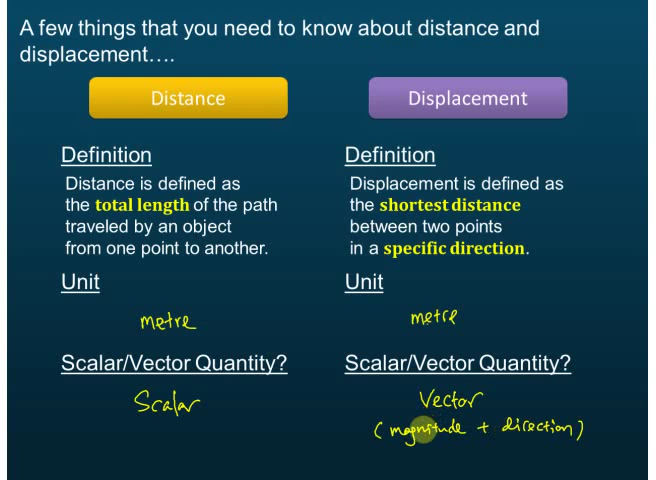 A few things that you need to know about distance and
displacement….
Distance
Displacement
Definition
Distance is defined as
the total length of the path
traveled by an object
from one point to another.
Unit
metre
Scalar/Vector Quantity?
Scalar
Definition
Displacement is defined as
the shortest distance
between two points
in a specific direction.
Unit
metre
Scalar/Vector Quantity?
Vector
(magnitude + direction)